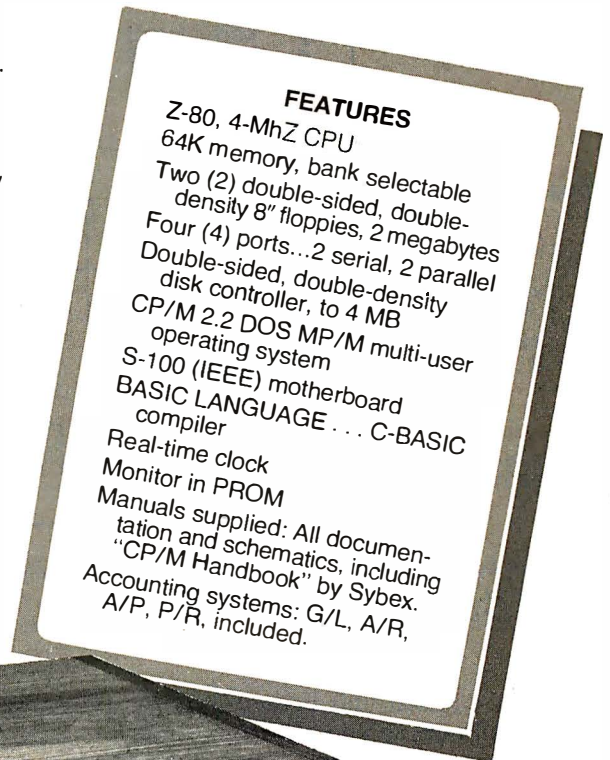 FEATURES
Z-80, 4-MhZ CPU
64K memory, bank selectable
Two (2) double-sided, double-
density 8″ floppies, 2 megabytes
Four (4) ports...2 serial, 2 parallel
Double-sided, double-density
disk controller, to 4 MB
CP/M 2.2 DOS MP/M multi-user
operating system
S-100 (IEEE) motherboard
BASIC LANGUAGE . . . C-BASIC
compiler
Real-time clock
Monitor in PROM
Manuals supplied: All documen-
tation and schematics, including
“CP/M Handbook” by Sybex.
Accounting systems: G/L, A/R,
A/P, P/R, included.